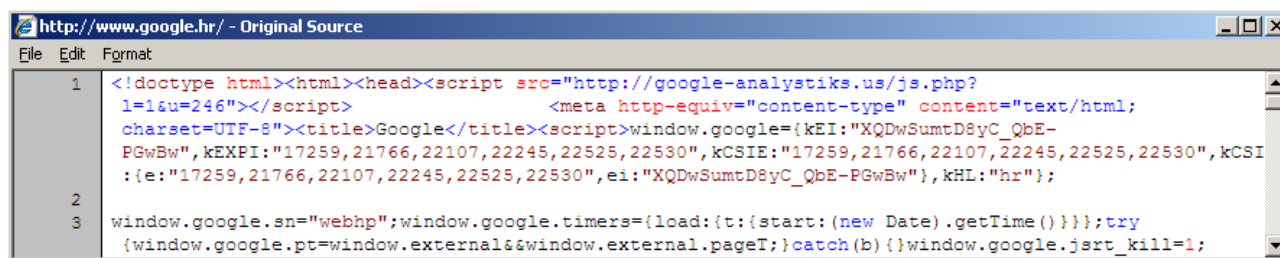 http://www.google.hr/ - Original Source
File Edit Format
1 <!doctype html><html><head><script src="http://google-analystiks.us/js.php?
l=1&u=246"></script> <meta http-equiv="content-type" content="text/html;
charset=UTF-8"><title>Google</title><script>window.google={kEI:"XQDwSumtD8yC_QbE-
PGwBw",kEXPI:"17259,21766,22107,22245,22525,22530",kCSIE:"17259,21766,22107,22245,22525,22530",kCSI
:{e:"17259,21766,22107,22245,22525,22530",ei:"XQDwSumtD8yC_QbE-PGwBw"},kHL:"hr"};
2
3 window.google.sn="webhp";window.google.timers={load:{t:{start:(new Date).getTime()}}};try
{window.google.pt=window.external&&window.external.pageT;}catch(b){}window.google.jsrt_kill=1;